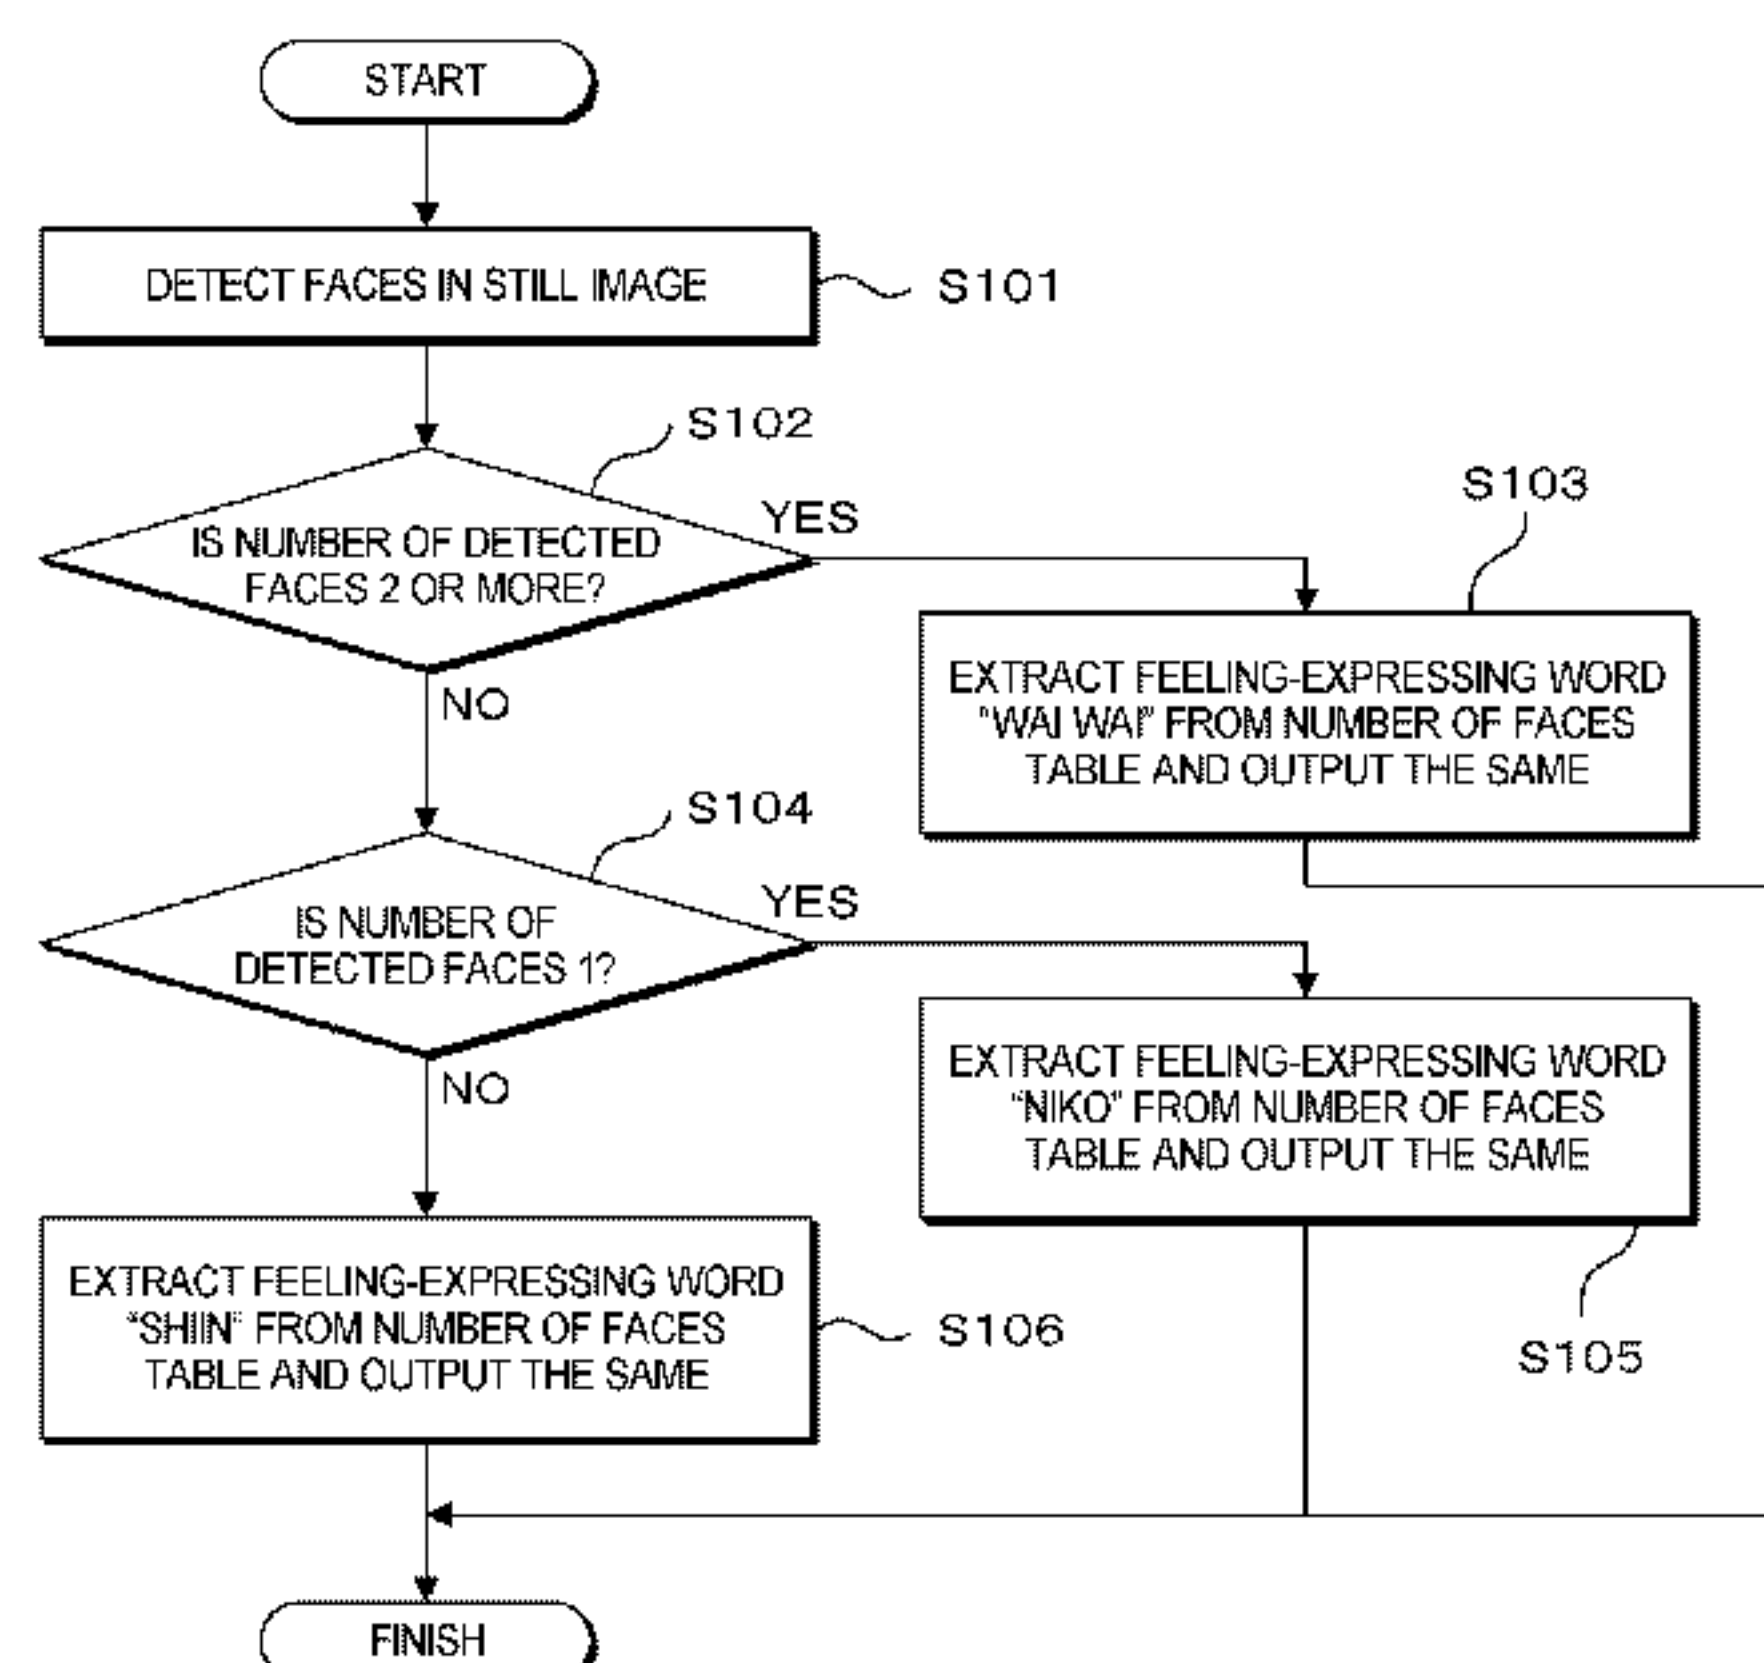 START
DETECT FACES IN STILL IMAGE
S101
S102
IS NUMBER OF DETECTED
FACES 2 OR MORE?
YES
NO
S103
EXTRACT FEELING-EXPRESSING WORD
"WAI WAI" FROM NUMBER OF FACES
TABLE AND OUTPUT THE SAME
S104
IS NUMBER OF
DETECTED FACES 1?
YES
NO
EXTRACT FEELING-EXPRESSING WORD
"NIKO" FROM NUMBER OF FACES
TABLE AND OUTPUT THE SAME
S105
EXTRACT FEELING-EXPRESSING WORD
"SHIIN" FROM NUMBER OF FACES
TABLE AND OUTPUT THE SAME
S106
FINISH